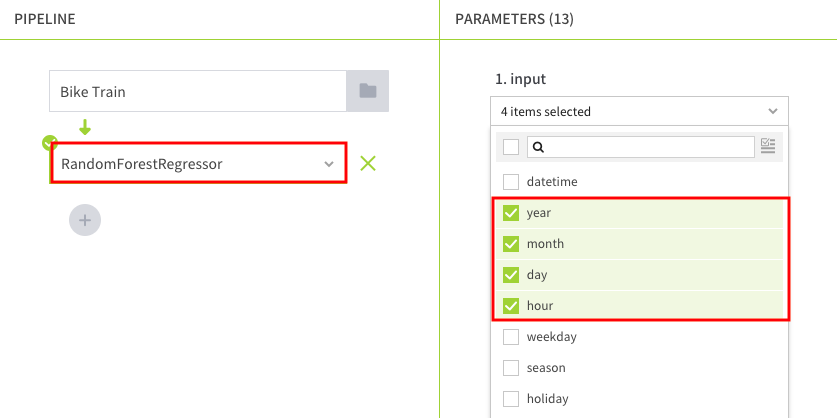 PIPELINE
Bike Train
RandomForestRegressor
PARAMETERS (13)
1. input
4 items selected
datetime
year
month
day
hour
weekday
season
holiday